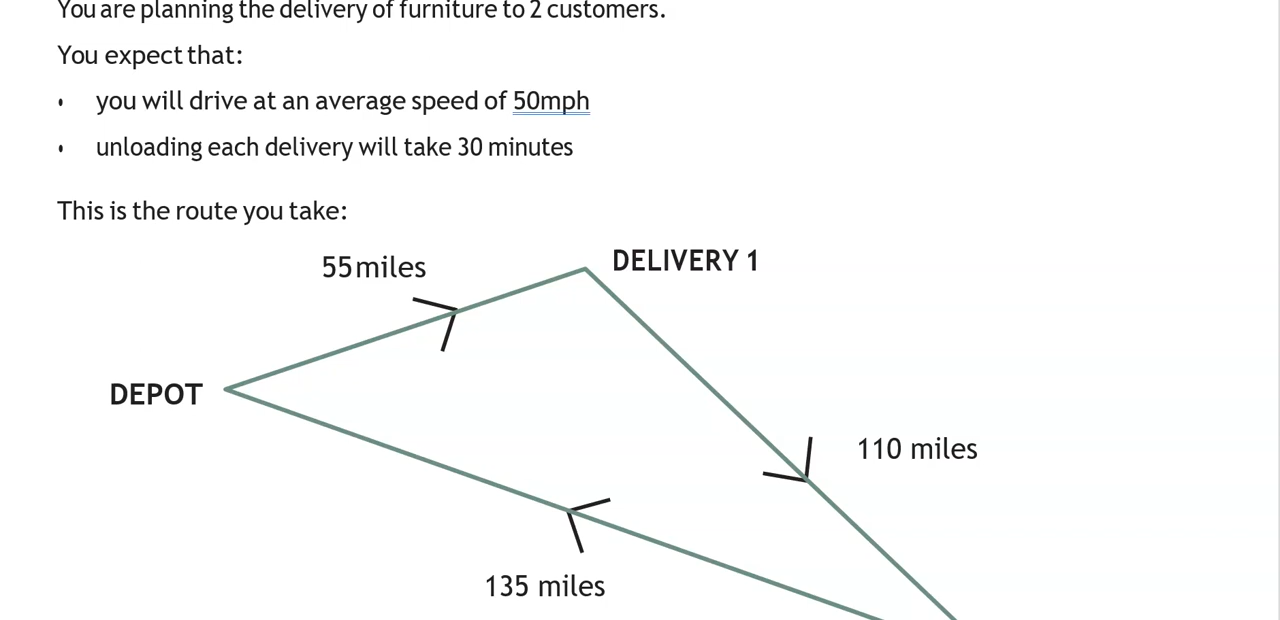 You are planning the delivery of furniture to 2 customers.
You expect that:
• you will drive at an average speed of 50mph
• unloading each delivery will take 30 minutes
This is the route you take:
DELIVERY 1
55miles
DEPOT
110 miles
135 miles